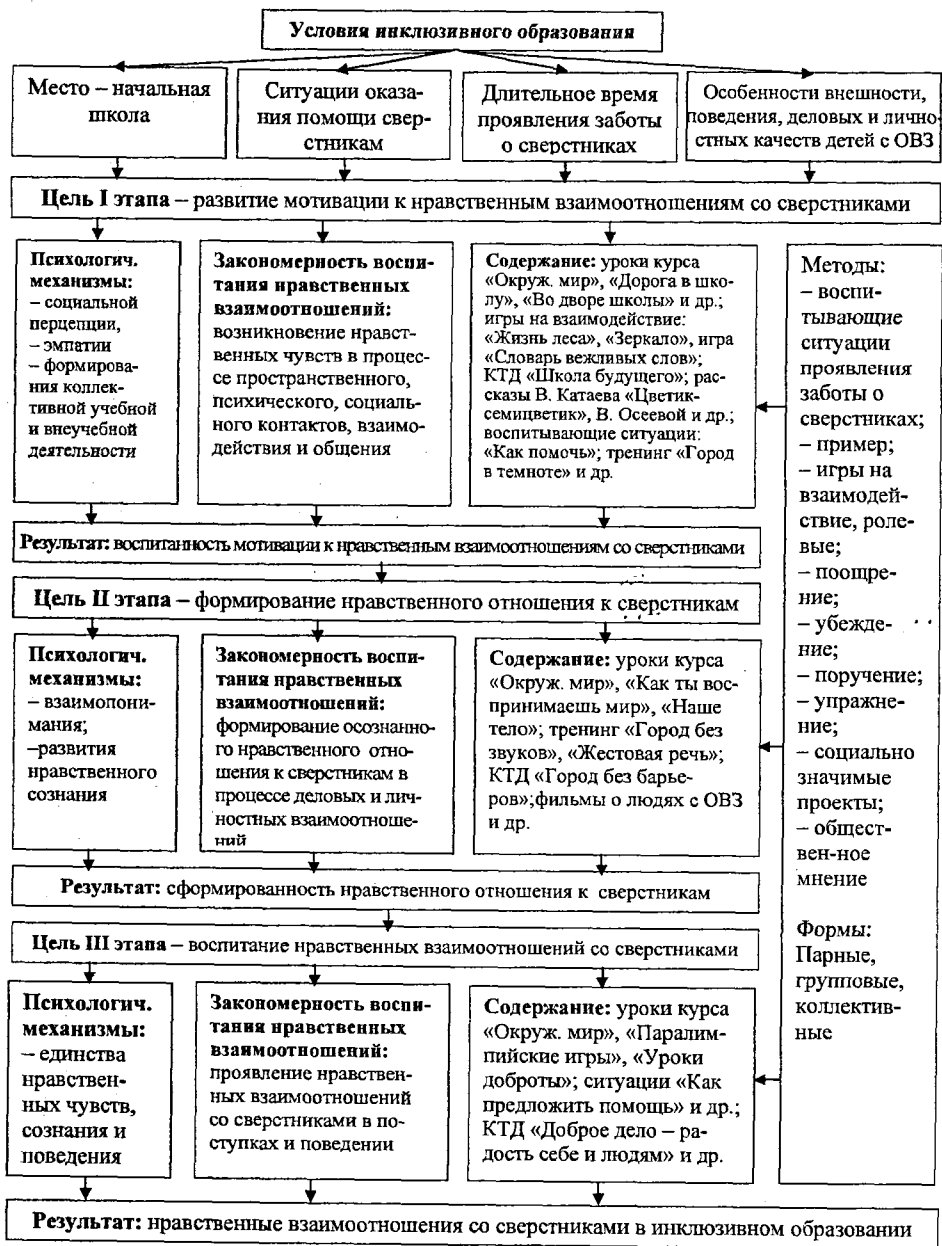 Условия инклюзивного образования
Место – начальная
школа
Ситуации оказа-
ния помощи свер-
стникам
Длительное время
проявления заботы
о сверстниках
Особенности внешности,
поведения, деловых и лично-
стных качеств детей с ОВЗ
Цель I этапа – развитие мотивации к нравственным взаимоотношениям со сверстниками
Психологич.
механизмы:
– социальной
перцепции,
– эмпатии
– формирова-
ния коллек-
тивной учебной
и внеучебной
деятельности
Закономерность воспи-
тания нравственных
взаимоотношений:
возникновение нравст-
венных чувств в процес-
се пространственного,
психического, социаль-
ного контактов, взаимо-
действия и общения
Содержание: уроки курса
«Окруж. мир», «Дорога в шко-
лу», «Во дворе школы» и др.;
игры на взаимодействие:
«Жизнь леса», «Зеркало», игра
«Словарь вежливых слов»;
КТД «Школа будущего»; рас-
сказы В. Катаева «Цветик-
семицветик», В. Осеевой и др.;
воспитывающие ситуации:
«Как помочь»; тренинг «Город
в темноте» и др.
Методы:
– воспи-
тывающие
ситуации
проявления
заботы о
сверстниках;
– пример;
– игры на
взаимодей-
ствие, роле-
вые;
– поощре-
ние;
– убежде-
ние;
– поручение;
– упражне-
ние;
– социально
значимые
проекты;
– общест-
вен-ное
мнение
Формы:
Парные,
групповые,
коллектив-
ные
Результат: воспитанность мотивации к нравственным взаимоотношениям со сверстниками
Цель II этапа – формирование нравственного отношения к сверстникам
Психологич.
механизмы:
– взаимопони-
мания;
–развития
нравственного
сознания
Закономерность воспи-
тания нравственных
взаимоотношений:
формирование осознанно-
го нравственного отно-
шения к сверстникам в
процессе деловых и лич-
ностных взаимоотноше-
ний
Содержание: уроки курса
«Окруж. мир», «Как ты вос-
принимаешь мир», «Наше
тело»; тренинг «Город без
звуков», «Жестовая речь»;
КТД «Город без барье-
ров»;фильмы о людях с ОВЗ
и др.
Результат: сформированность нравственного отношения к сверстникам
Цель III этапа – воспитание нравственных взаимоотношений со сверстниками
Психологич.
механизмы:
– единства
нравствен-
ных чувств,
сознания и
поведения
Закономерность воспи-
тания нравственных
взаимоотношений:
проявление нравствен-
ных взаимоотношений
со сверстниками в по-
ступках и поведении
Содержание: уроки курса
«Окруж. мир», «Паралим-
пийские игры», «Уроки
доброты»; ситуации «Как
предложить помощь» и др.;
КТД «Доброе дело – ра-
дость себе и людям» и др.
Результат: нравственные взаимоотношения со сверстниками в инклюзивном образовании